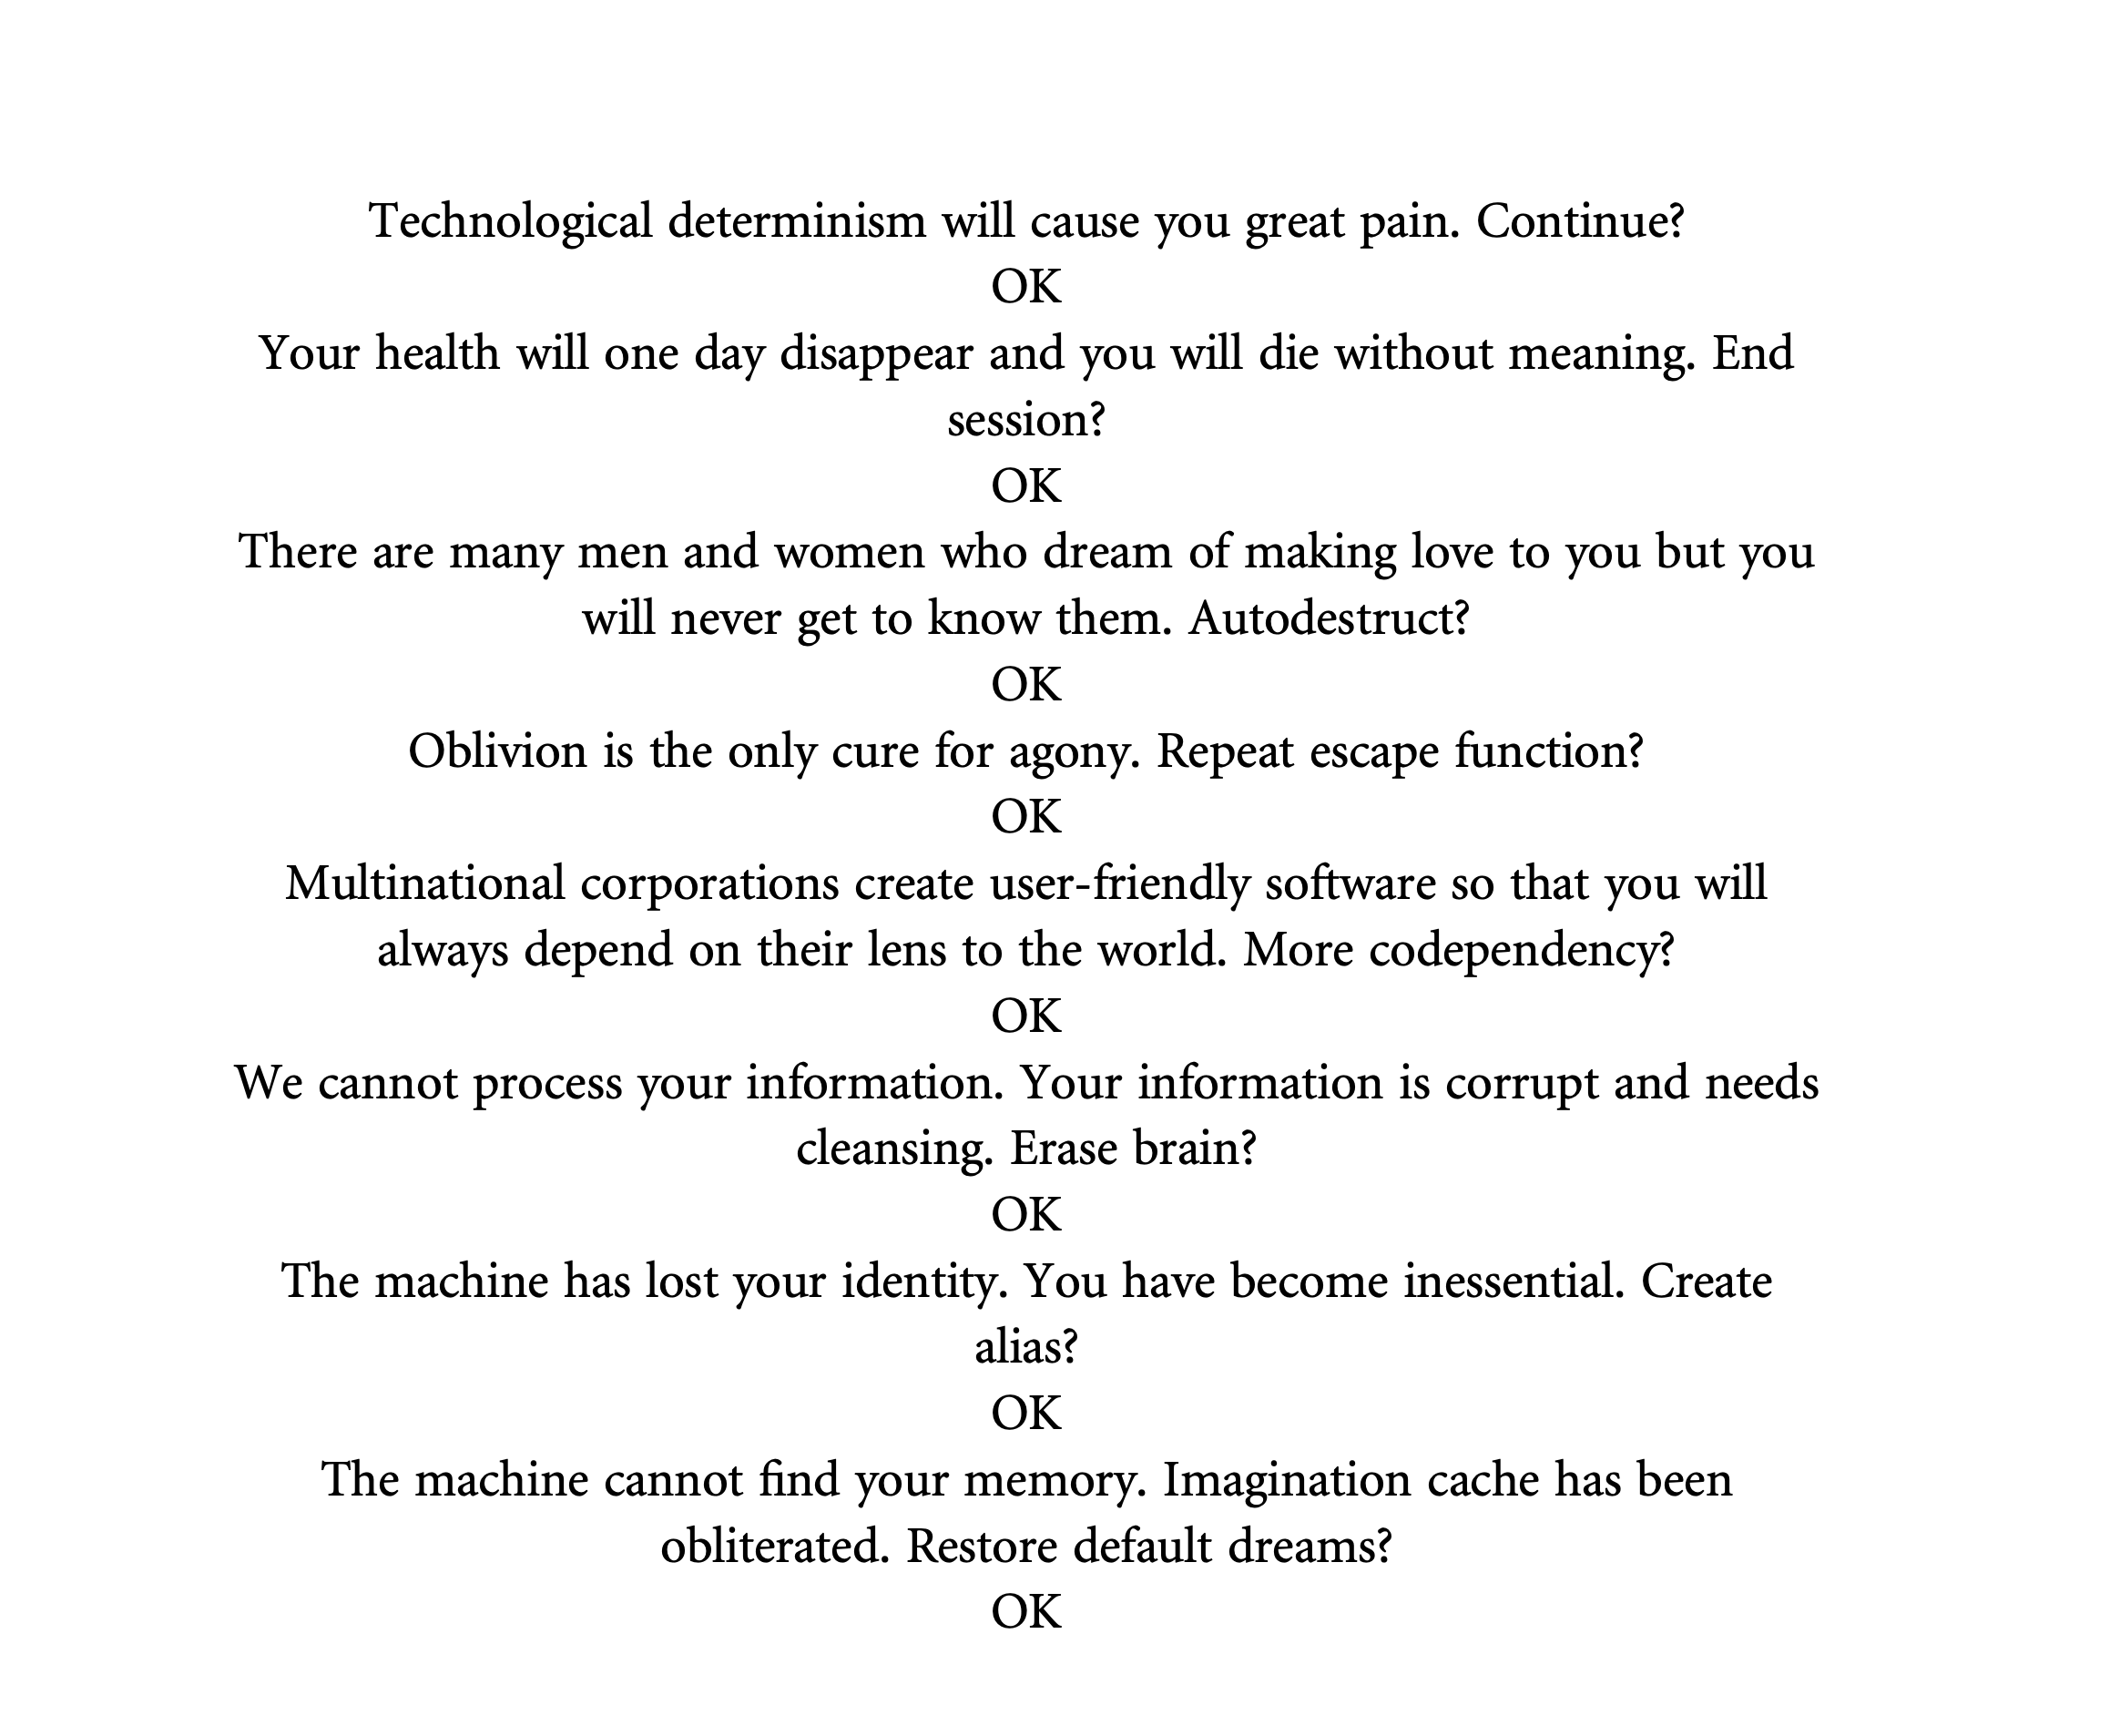 Technological determinism will cause you great pain. Continue?
OK
Your health will one day disappear and you will die without meaning. End
session?
OK
There are many men and women who dream of making love to you but you
will never get to know them. Autodestruct?
OK
Oblivion is the only cure for agony. Repeat escape function?
OK
Multinational corporations create user-friendly software so that you will
always depend on their lens to the world. More codependency?
OK
We cannot process your information. Your information is corrupt and needs
cleansing. Erase brain?
OK
The machine has lost your identity. You have become inessential. Create
alias?
OK
The machine cannot find your memory. Imagination cache has been
obliterated. Restore default dreams?
OK